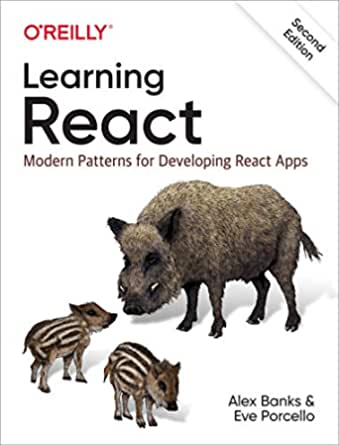 O'REILLY®
Second
Edition
Learning
React
Modern Patterns for Developing React Apps
Alex Banks &
Eve Porcello